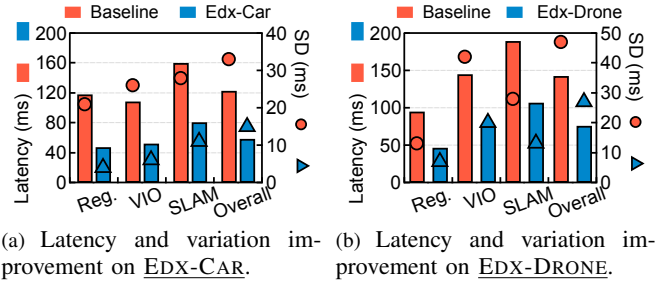 Baseline Edx-Car
Latency (ms)
200
160
120
80
40
0
40
30
20
10
0
SD (ms)
Reg. VIO SLAM Overall
(a) Latency and variation im-
provement on EDX-CAR.
Baseline Edx-Drone
Latency (ms)
200
150
100
50
0
50
40
30
20
10
0
SD (ms)
Reg. VIO SLAM Overall
(b) Latency and variation im-
provement on EDX-DRONE.